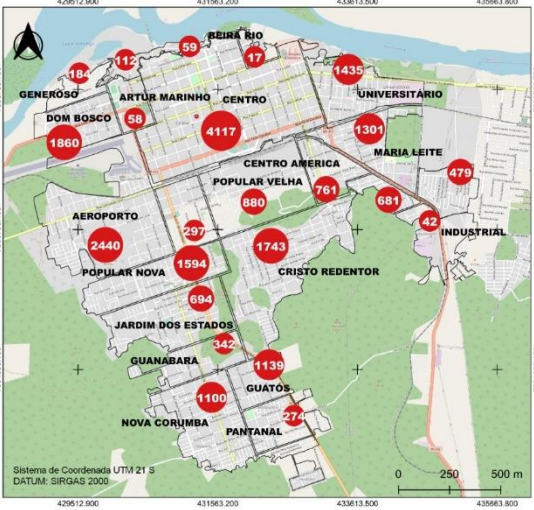 429512.900 431563.200 433613.500 435663.800
BEIRA RIO
59
112
17
184
1435
GENEROSO
ARTUR MARINHO
CENTRO
UNIVERSITÁRIO
DOM BOSCO
58
4117
1301
1860
MARIA LEITE
CENTRO AMERICA
479
POPULAR VELHA
761
880
681
AEROPORTO
42
297
INDUSTRIAL
2440
1743
1594
POPULAR NOVA
CRISTO REDENTOR
694
JARDIM DOS ESTADOS
342
GUANABARA
1139
GUATÓS
1100
274
NOVA CORUMBA
PANTANAL
Sistema de Coordenada UTM 21 S
DATUM: SIRGAS 2000
0 250 500 m
429512.900 431563.200 433613.500 435663.800